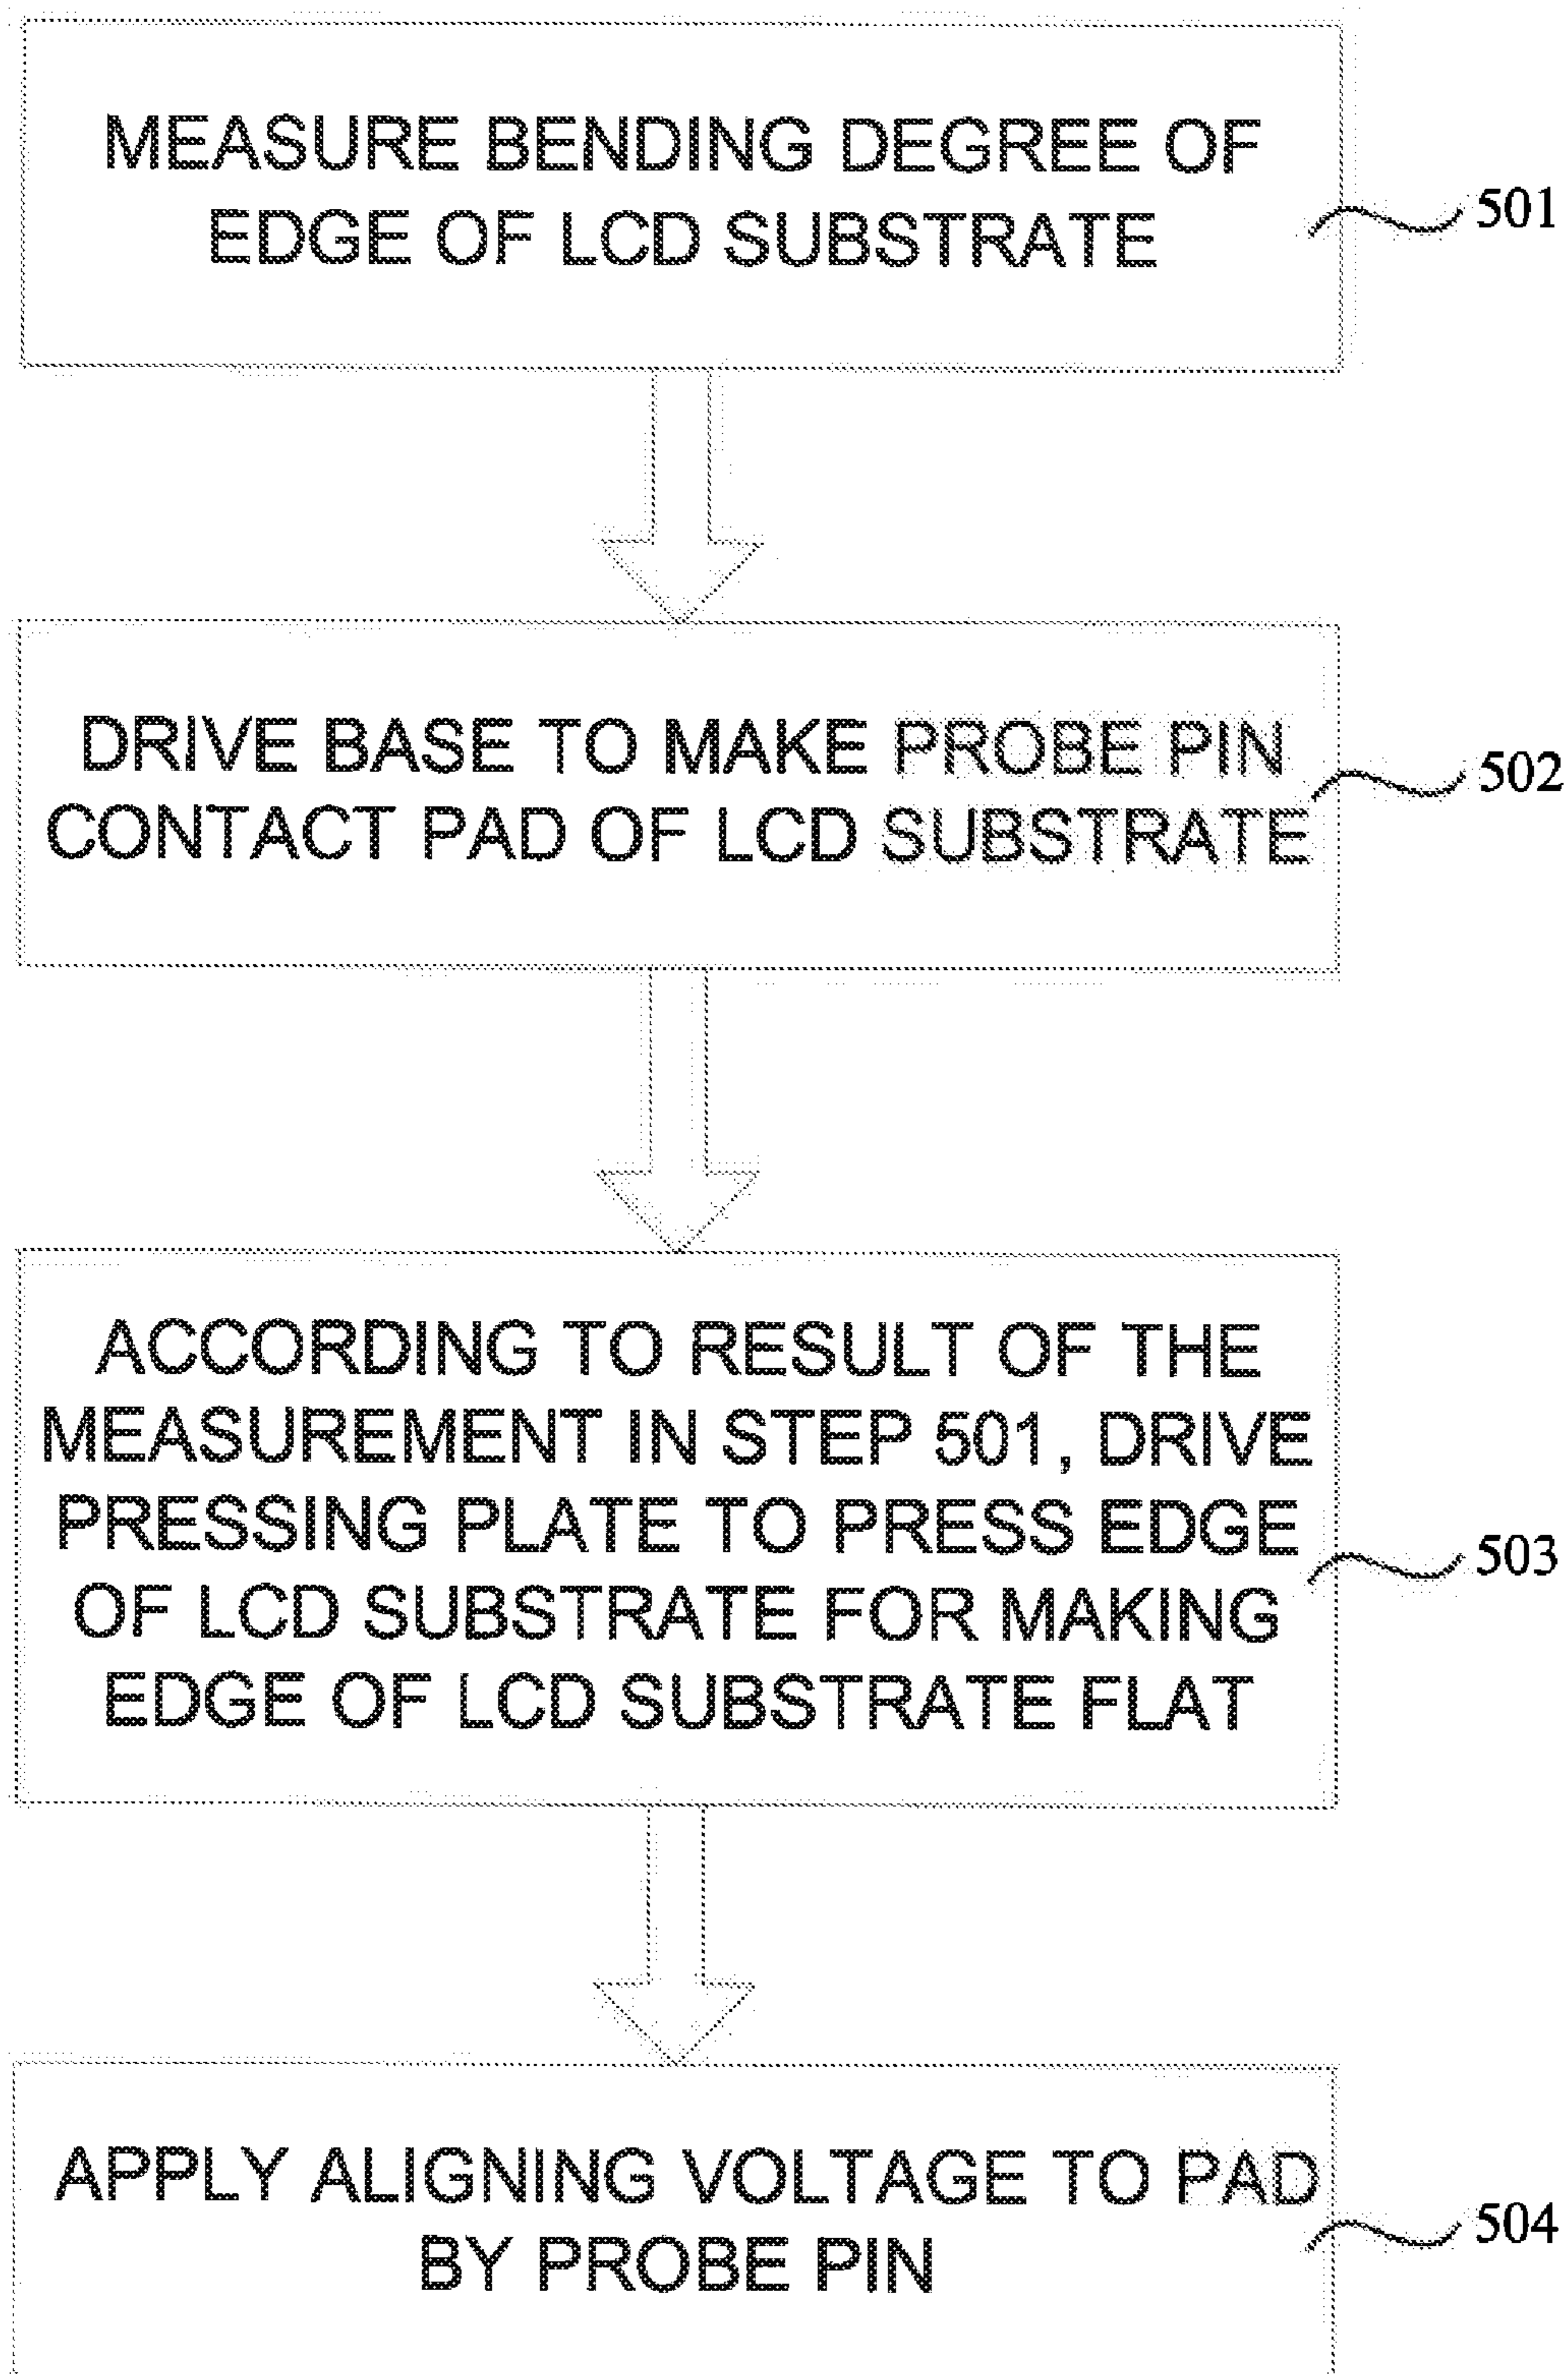 MEASURE BENDING DEGREE OF
EDGE OF LCD SUBSTRATE
501
DRIVE BASE TO MAKE PROBE PIN
CONTACT PAD OF LCD SUBSTRATE
502
ACCORDING TO RESULT OF THE
MEASUREMENT IN STEP 501, DRIVE
PRESSING PLATE TO PRESS EDGE
OF LCD SUBSTRATE FOR MAKING
EDGE OF LCD SUBSTRATE FLAT
503
APPLY ALIGNING VOLTAGE TO PAD
BY PROBE PIN
504